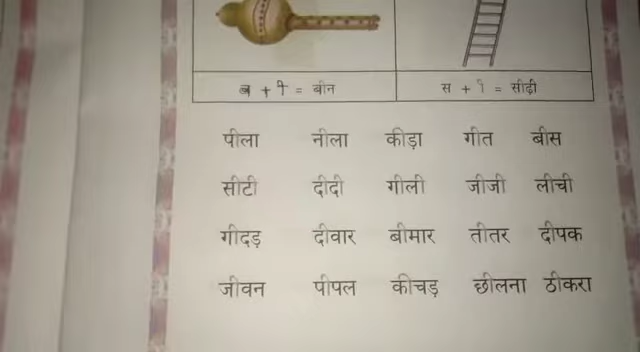 ब + ी = बीन
स + ी = सीढ़ी
पीला नीला कीड़ा गीत बीस
सीटी दीदी गीली जीजी लीची
गीदड़ दीवार बीमार तीतर दीपक
जीवन पीपल कीचड़ छीलना ठीकरा